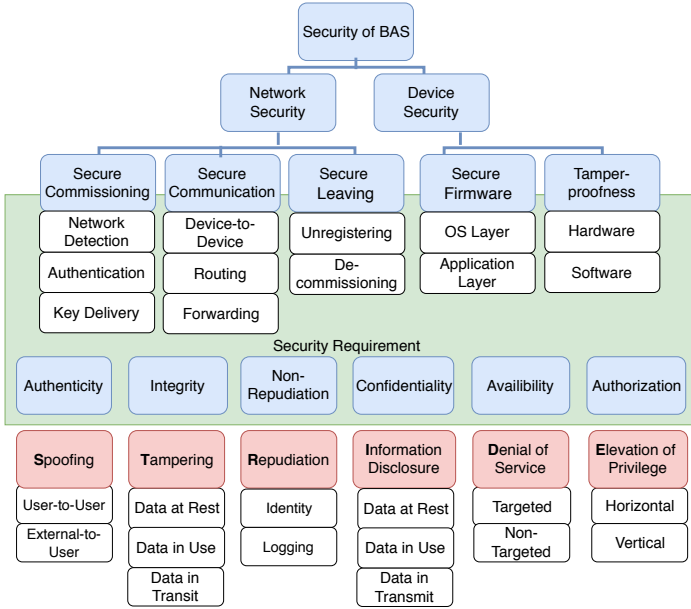 Security of BAS
Network
Security
Device
Security
Secure
Commissioning
Secure
Communication
Secure
Leaving
Secure
Firmware
Tamper-
proofness
Network
Detection
Device-to-
Device
Unregistering
OS Layer
Hardware
Authentication
Routing
De-
commissioning
Application
Layer
Software
Key Delivery
Forwarding
Security Requirement
Authenticity
Integrity
Non-
Repudiation
Confidentiality
Availibility
Authorization
Spoofing
Tampering
Repudiation
Information
Disclosure
Denial of
Service
Elevation of
Privilege
User-to-User
Data at Rest
Identity
Data at Rest
Targeted
Horizontal
External-to-
User
Data in Use
Logging
Data in Use
Non-
Targeted
Vertical
Data in
Transit
Data in
Transmit